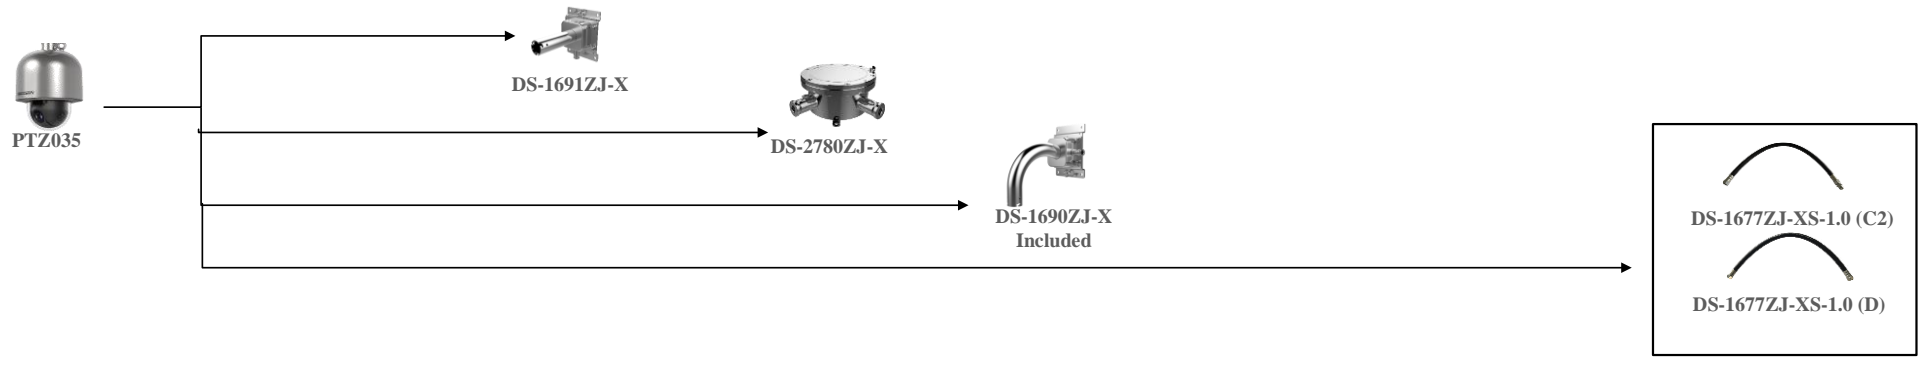 DS-1691ZJ-X
PTZ035
DS-2780ZJ-X
DS-1690ZJ-X
Included
DS-1677ZJ-XS-1.0 (C2)
DS-1677ZJ-XS-1.0 (D)